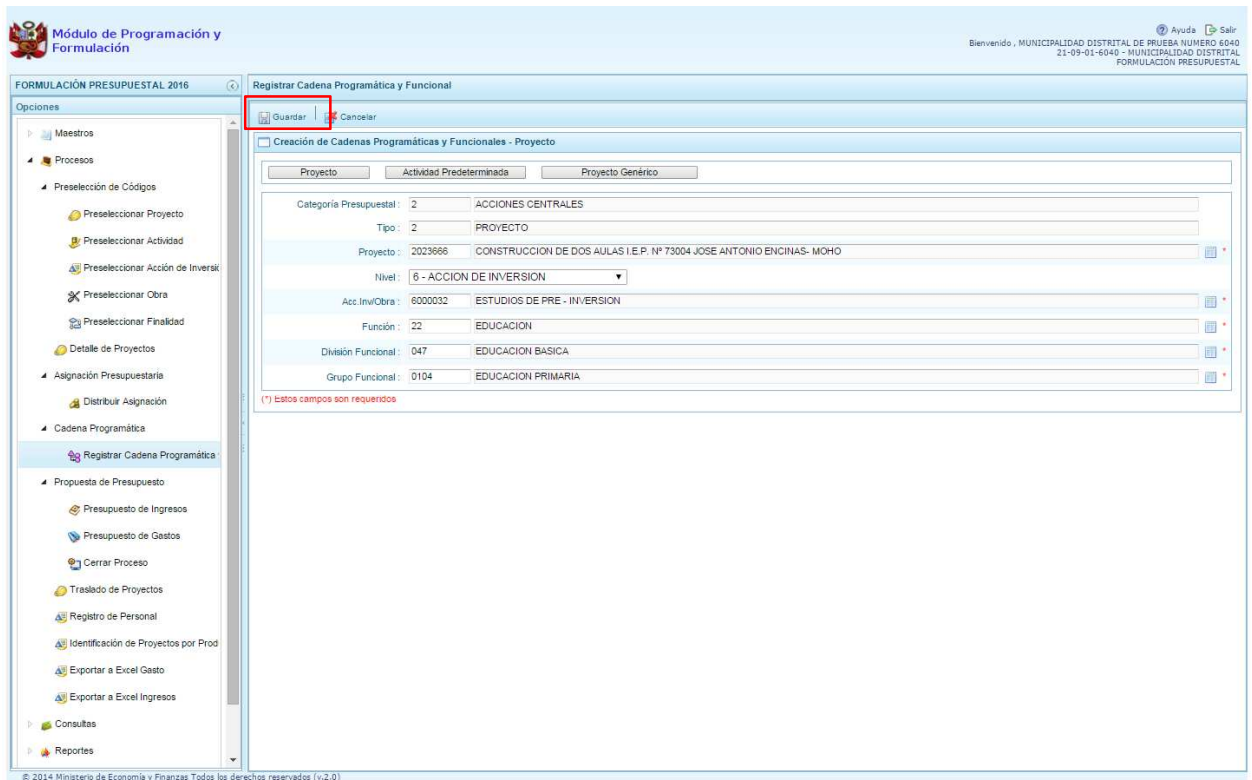 Módulo de Programación y
Formulación
Ayuda Salir
Bienvenido , MUNICIPALIDAD DISTRITAL DE PRUEBA NUMERO 6040
21-09-01-6040 - MUNICIPALIDAD DISTRITAL
FORMULACIÓN PRESUPUESTAL
FORMULACIÓN PRESUPUESTAL 2016
Opciones
Maestros
Procesos
Preselección de Códigos
Preseleccionar Proyecto
Preseleccionar Actividad
Preseleccionar Acción de Inversió
Preseleccionar Obra
Preseleccionar Finalidad
Detalle de Proyectos
Asignación Presupuestaria
Distribuir Asignación
Cadena Programática
Registrar Cadena Programática
Propuesta de Presupuesto
Presupuesto de Ingresos
Presupuesto de Gastos
Cerrar Proceso
Traslado de Proyectos
Registro de Personal
Identificación de Proyectos por Prod
Exportar a Excel Gasto
Exportar a Excel Ingresos
Consultas
Reportes
Registrar Cadena Programática y Funcional
Guardar Cancelar
Creación de Cadenas Programáticas y Funcionales - Proyecto
Proyecto Actividad Predeterminada Proyecto Genérico
Categoría Presupuestal : 2 ACCIONES CENTRALES
Tipo : 2 PROYECTO
Proyecto : 2023666 CONSTRUCCION DE DOS AULAS I.E.P. Nº 73004 JOSE ANTONIO ENCINAS- MOHO *
Nivel : 6 - ACCION DE INVERSION
Acc.Inv/Obra : 6000032 ESTUDIOS DE PRE - INVERSION *
Función : 22 EDUCACION *
División Funcional : 047 EDUCACION BASICA *
Grupo Funcional : 0104 EDUCACION PRIMARIA *
(*) Estos campos son requeridos
© 2014 Ministerio de Economía y Finanzas Todos los derechos reservados (v.2.0)